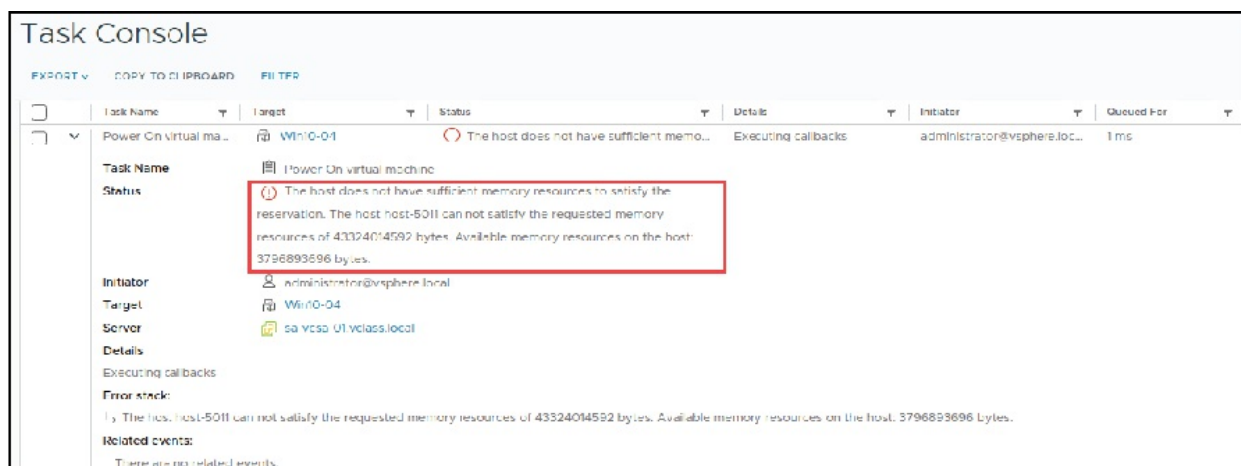 Task Console
EXPORT COPY TO CLIPBOARD FILTER
Task Name Target Status Details Initiator Queued For
Power On virtual ma... Win10-04 The host does not have sufficient memo... Executing callbacks administrator@vsphere.loc... 1 ms
Task Name Power On virtual machine
Status The host does not have sufficient memory resources to satisfy the
reservation. The host host-5011 can not satisfy the requested memory
resources of 43324014592 bytes. Available memory resources on the host:
3796893696 bytes.
Initiator administrator@vsphere.local
Target Win10-04
Server sa-vcsa-01.vclass.local
Details
Executing callbacks
Error stack:
The host host-5011 can not satisfy the requested memory resources of 43324014592 bytes. Available memory resources on the host: 3796893696 bytes.
Related events:
There are no related events.